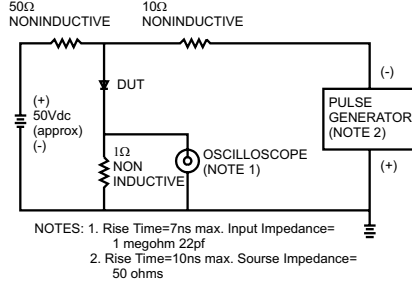 50Ω
NONINDUCTIVE
10Ω
NONINDUCTIVE
DUT
(+)
50Vdc
(approx)
(-)
(-)
PULSE
GENERATOR
(NOTE 2)
(+)
1Ω
NON
INDUCTIVE
OSCILLOSCOPE
(NOTE 1)
NOTES: 1. Rise Time=7ns max. Input Impedance=
1 megohm 22pf
2. Rise Time=10ns max. Sourse Impedance=
50 ohms